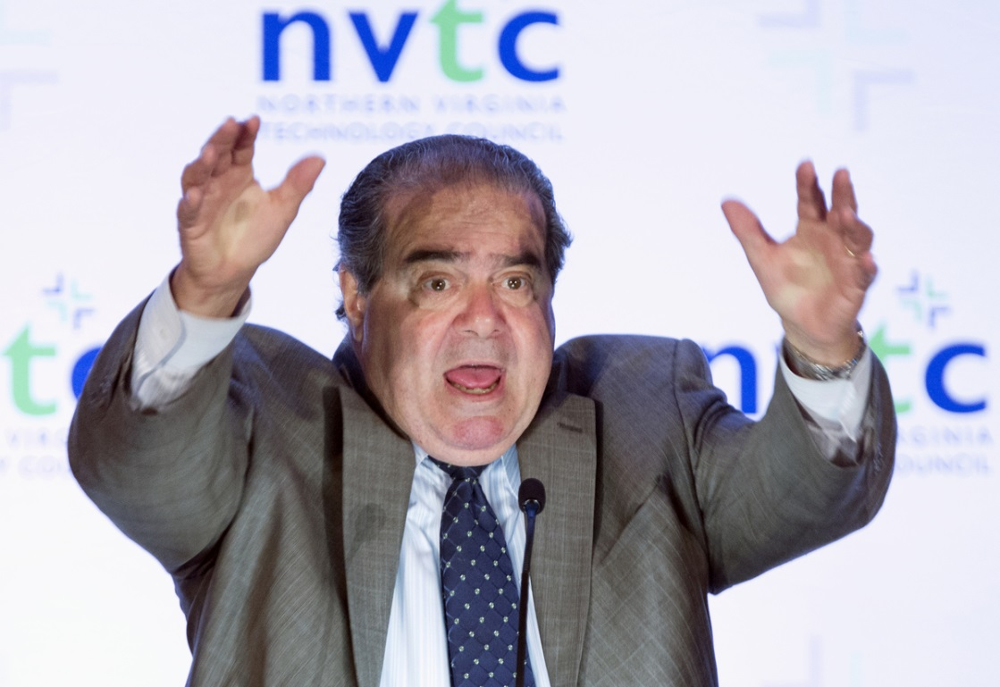 nvtc
NORTHERN VIRGINIA
TECHNOLOGY COUNCIL
tc
nvtc